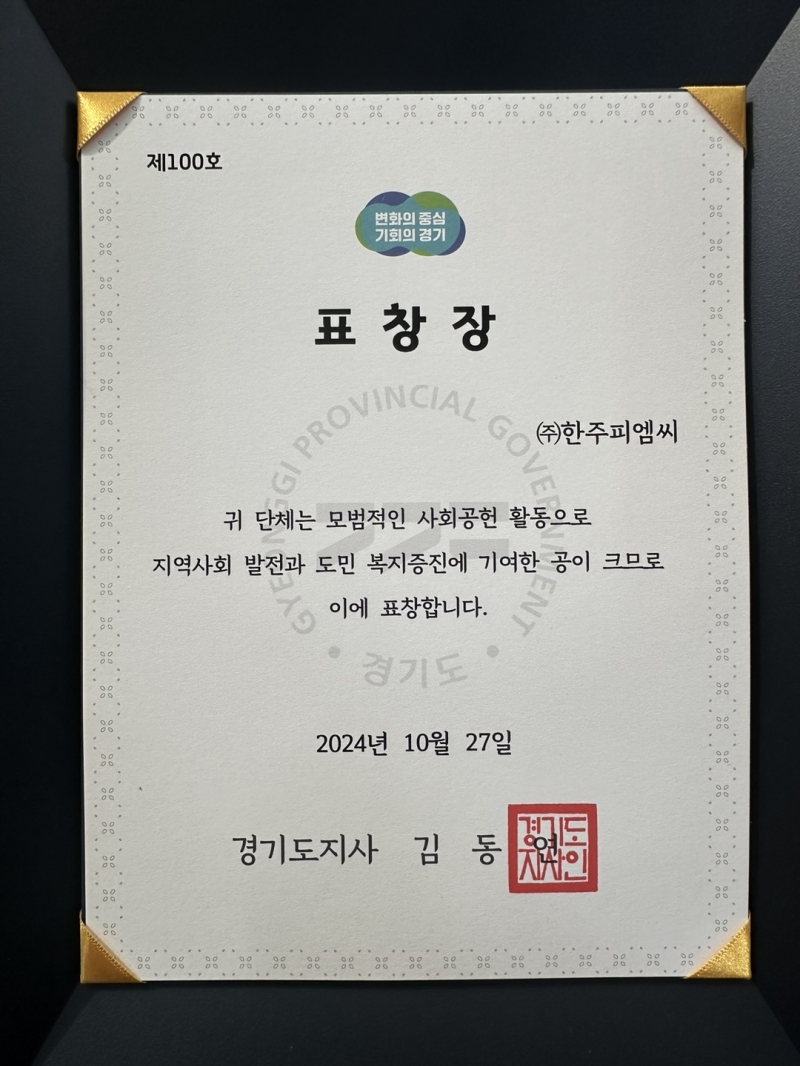 제100호
변화의 중심
기회의 경기
표 창 장
㈜한주피엠씨
GYEONGGI PROVINCIAL GOVERNMENT
귀 단체는 모범적인 사회공헌 활동으로
지역사회 발전과 도민 복지증진에 기여한 공이 크므로
이에 표창합니다.
• 경기도 •
2024년 10월 27일
경기도지사 김 동 연
경기도
지사인